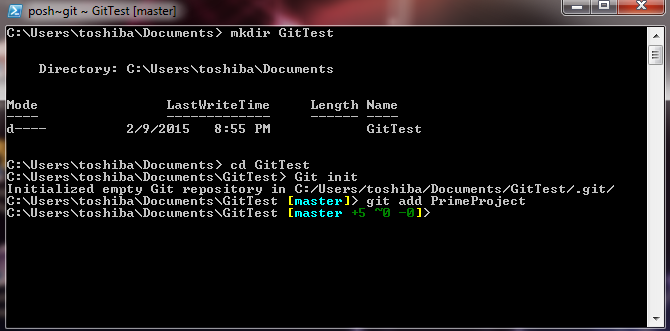 posh~git ~ GitTest [master]
C:\Users\toshiba\Documents> mkdir GitTest
Directory: C:\Users\toshiba\Documents
Mode LastWriteTime Length Name
---- ------------- ------ ----
d---- 2/9/2015 8:55 PM GitTest
C:\Users\toshiba\Documents> cd GitTest
C:\Users\toshiba\Documents\GitTest> Git init
Initialized empty Git repository in C:/Users/toshiba/Documents/GitTest/.git/
C:\Users\toshiba\Documents\GitTest [master]> git add PrimeProject
C:\Users\toshiba\Documents\GitTest [master +5 ~0 -0]>